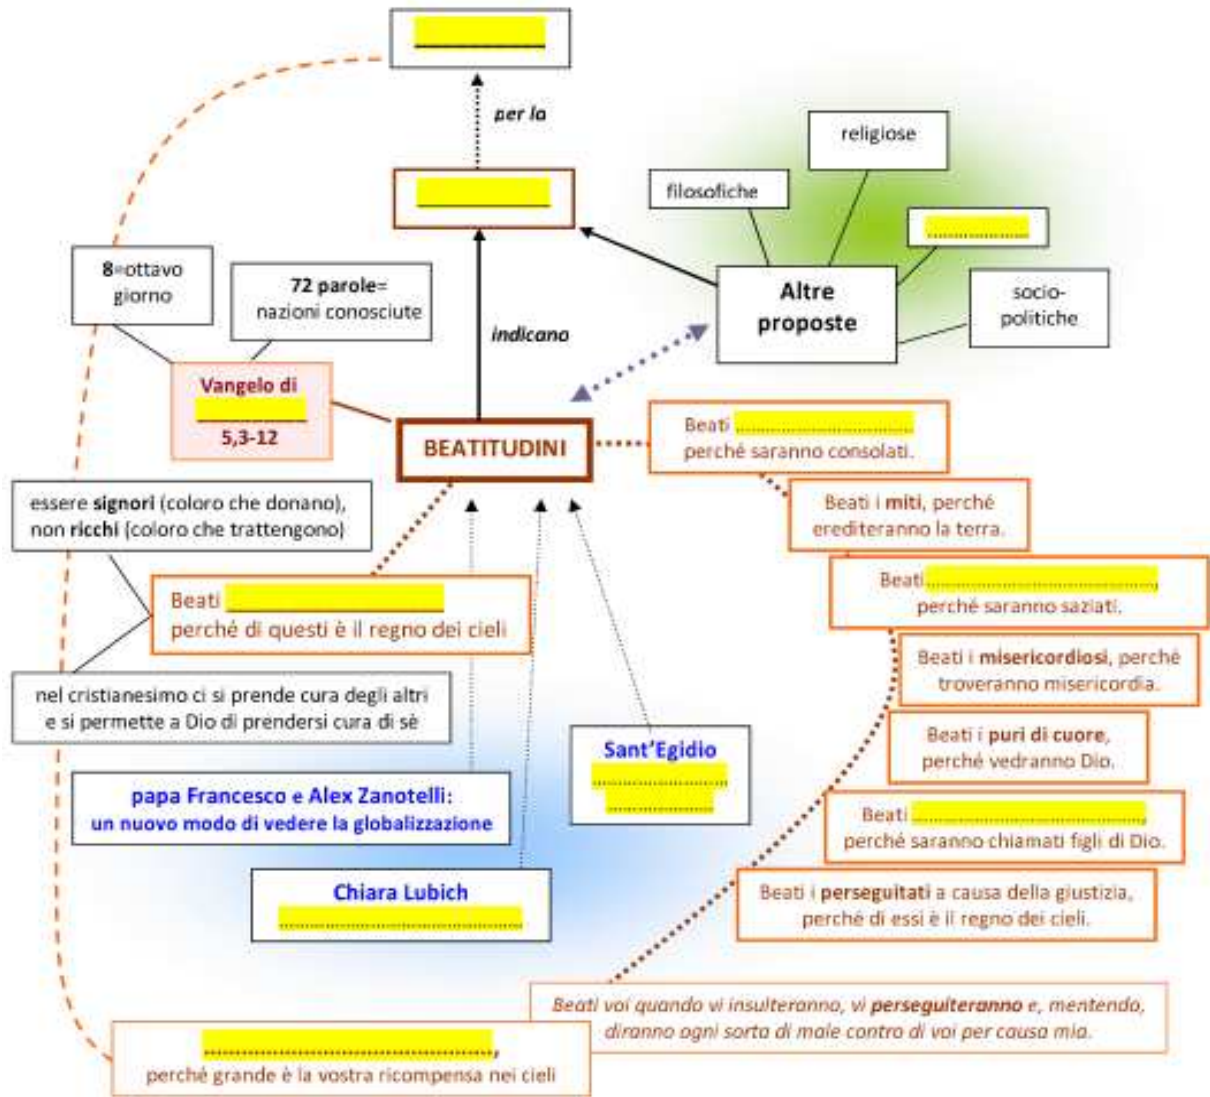 per la
religiose
filosofiche
8=ottavo
giorno
72 parole=
nazioni conosciute
indicano
Altre
proposte
socio-
politiche
Vangelo di
5,3-12
BEATITUDINI
Beati
perché saranno consolati.
essere signori (coloro che donano),
non ricchi (coloro che trattengono)
Beati i miti, perché
erediteranno la terra.
Beati
perché saranno saziati.
Beati
perché di questi è il regno dei cieli
Beati i misericordiosi, perché
troveranno misericordia.
nel cristianesimo ci si prende cura degli altri
e si permette a Dio di prendersi cura di sè
Beati i puri di cuore,
perché vedranno Dio.
Sant'Egidio
papa Francesco e Alex Zanotelli:
un nuovo modo di vedere la globalizzazione
Beati
perché saranno chiamati figli di Dio.
Chiara Lubich
Beati i perseguitati a causa della giustizia,
perché di essi è il regno dei cieli.
Beati voi quando vi insulteranno, vi perseguiteranno e, mentendo,
diranno ogni sorta di male contro di voi per causa mia.
perché grande è la vostra ricompensa nei cieli